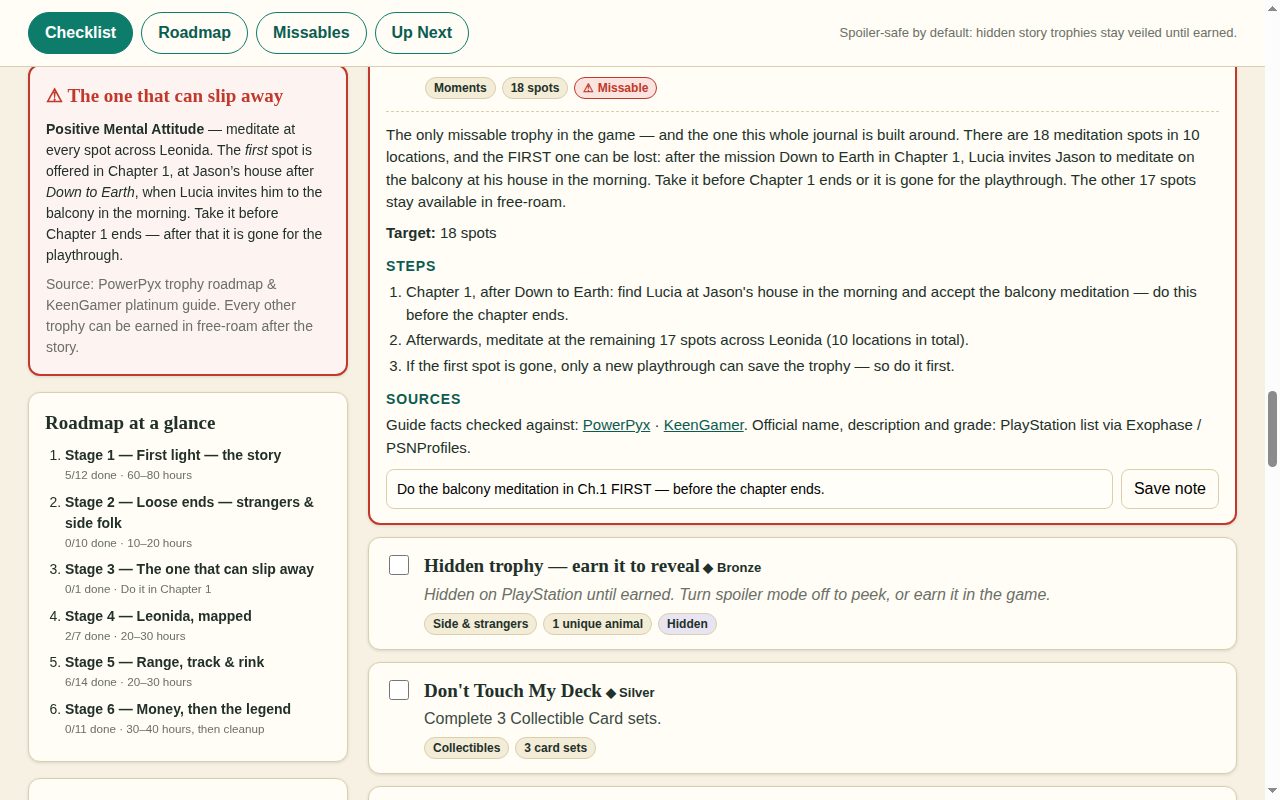 Checklist
Roadmap
Missables
Up Next
Spoiler-safe by default: hidden story trophies stay veiled until earned.
⚠ The one that can slip away
Positive Mental Attitude — meditate at
every spot across Leonida. The first spot is
offered in Chapter 1, at Jason’s house after
Down to Earth, when Lucia invites him to the
balcony in the morning. Take it before
Chapter 1 ends — after that it is gone for the
playthrough.
Source: PowerPyx trophy roadmap &
KeenGamer platinum guide. Every other
trophy can be earned in free-roam after the
story.
Roadmap at a glance
1. Stage 1 — First light — the story
5/12 done · 60–80 hours
2. Stage 2 — Loose ends — strangers &
side folk
0/10 done · 10–20 hours
3. Stage 3 — The one that can slip away
0/1 done · Do it in Chapter 1
4. Stage 4 — Leonida, mapped
2/7 done · 20–30 hours
5. Stage 5 — Range, track & rink
6/14 done · 20–30 hours
6. Stage 6 — Money, then the legend
0/11 done · 30–40 hours, then cleanup
Moments
18 spots
⚠ Missable
The only missable trophy in the game — and the one this whole journal is built around. There are 18 meditation spots in 10
locations, and the FIRST one can be lost: after the mission Down to Earth in Chapter 1, Lucia invites Jason to meditate on
the balcony at his house in the morning. Take it before Chapter 1 ends or it is gone for the playthrough. The other 17 spots
stay available in free-roam.
Target: 18 spots
STEPS
1. Chapter 1, after Down to Earth: find Lucia at Jason's house in the morning and accept the balcony meditation — do this
before the chapter ends.
2. Afterwards, meditate at the remaining 17 spots across Leonida (10 locations in total).
3. If the first spot is gone, only a new playthrough can save the trophy — so do it first.
SOURCES
Guide facts checked against: PowerPyx · KeenGamer. Official name, description and grade: PlayStation list via Exophase /
PSNProfiles.
Do the balcony meditation in Ch.1 FIRST — before the chapter ends.
Save note
Hidden trophy — earn it to reveal ◆ Bronze
Hidden on PlayStation until earned. Turn spoiler mode off to peek, or earn it in the game.
Side & strangers
1 unique animal
Hidden
Don't Touch My Deck ◆ Silver
Complete 3 Collectible Card sets.
Collectibles
3 card sets